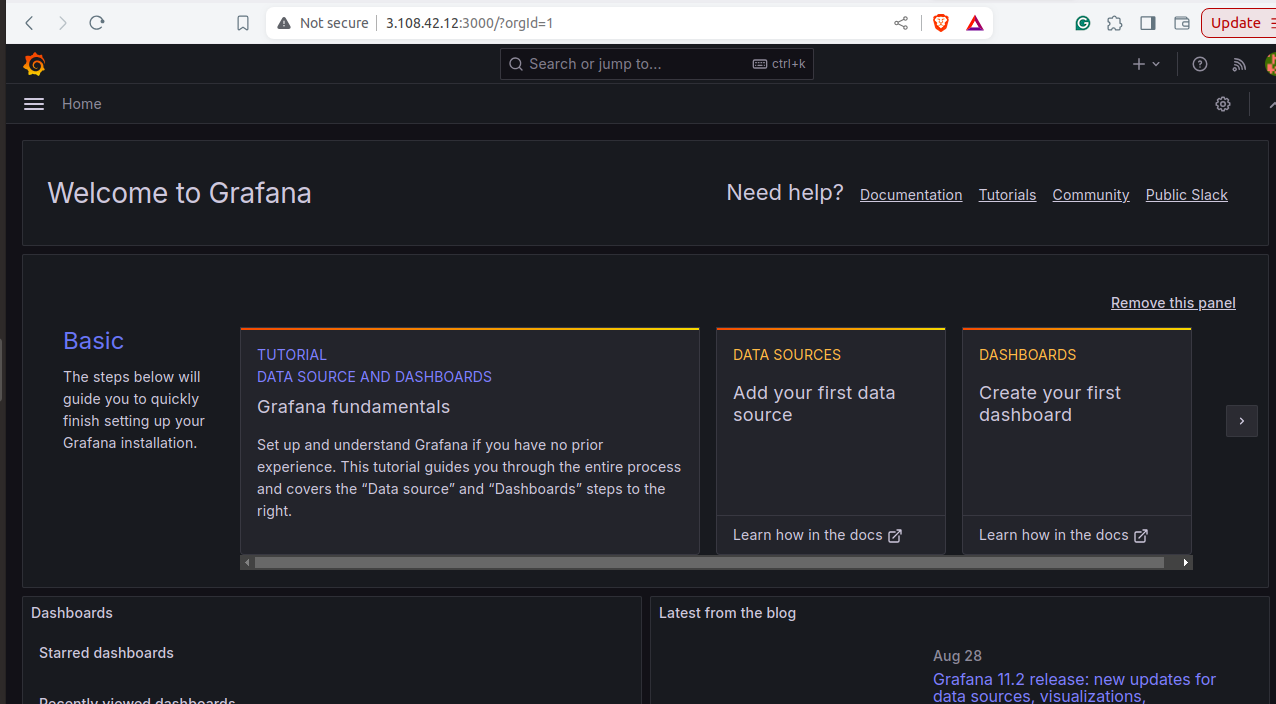 Not secure
3.108.42.12:3000/?orgId=1
Update
Search or jump to...
ctrl+k
Home
Welcome to Grafana
Need help?
Documentation
Tutorials
Community
Public Slack
Remove this panel
Basic
The steps below will
guide you to quickly
finish setting up your
Grafana installation.
TUTORIAL
DATA SOURCE AND DASHBOARDS
Grafana fundamentals
Set up and understand Grafana if you have no prior
experience. This tutorial guides you through the entire process
and covers the “Data source” and “Dashboards” steps to the
right.
DATA SOURCES
Add your first data
source
Learn how in the docs
DASHBOARDS
Create your first
dashboard
Learn how in the docs
Dashboards
Starred dashboards
Recently viewed dashboards
Latest from the blog
Aug 28
Grafana 11.2 release: new updates for
data sources, visualizations,